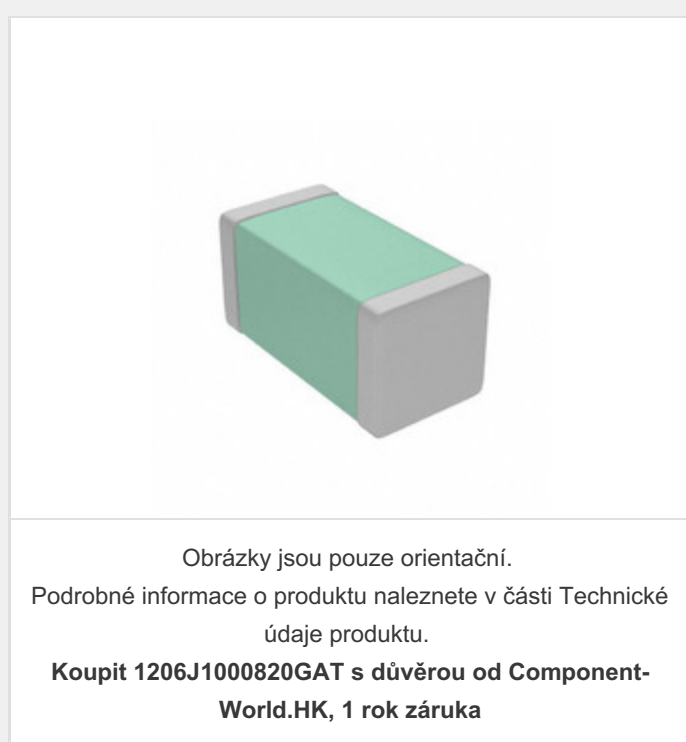 Obrázky jsou pouze orientační.
Podrobné informace o produktu naleznete v části Technické
údaje produktu.
Koupit 1206J1000820GAT s důvěrou od Component-
World.HK, 1 rok záruka